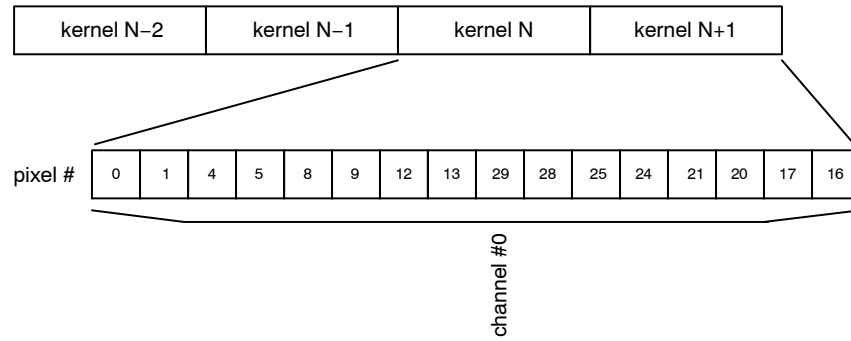 kernel N−2 kernel N−1 kernel N kernel N+1
pixel # 0 1 4 5 8 9 12 13 29 28 25 24 21 20 17 16
channel #0